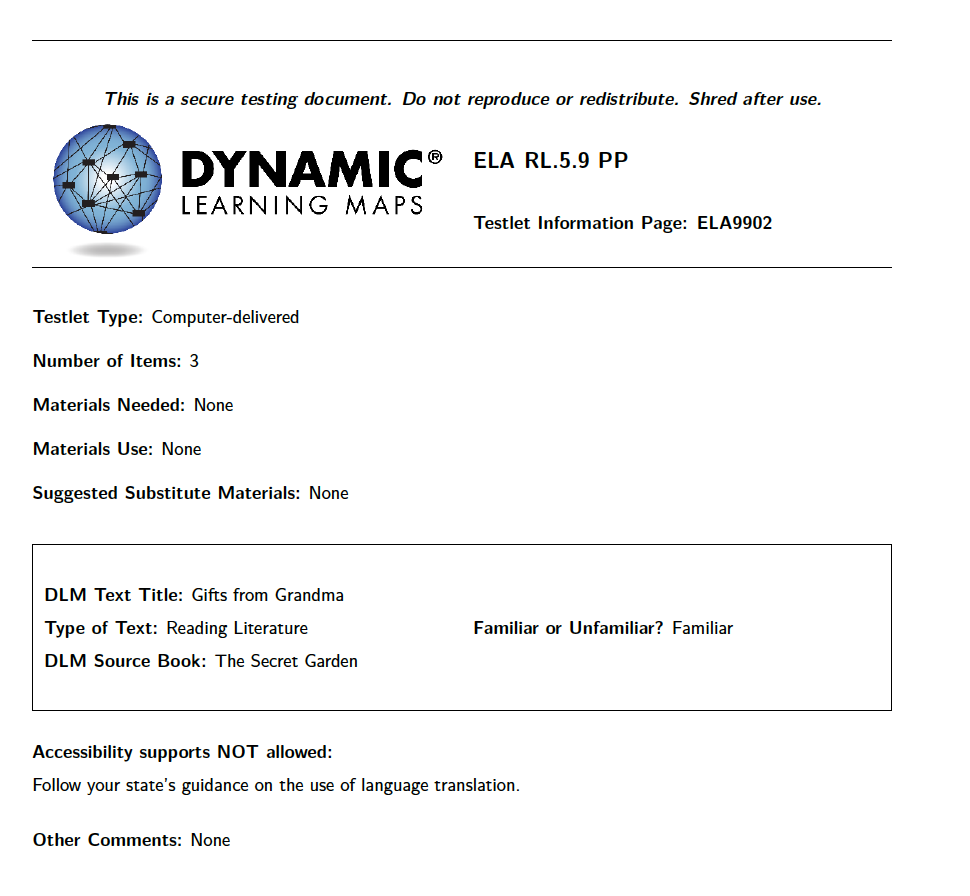 This is a secure testing document. Do not reproduce or redistribute. Shred after use.
DYNAMIC®
LEARNING MAPS
ELA RL.5.9 PP
Testlet Information Page: ELA9902
Testlet Type: Computer-delivered
Number of Items: 3
Materials Needed: None
Materials Use: None
Suggested Substitute Materials: None
DLM Text Title: Gifts from Grandma
Type of Text: Reading Literature
Familiar or Unfamiliar? Familiar
DLM Source Book: The Secret Garden
Accessibility supports NOT allowed:
Follow your state's guidance on the use of language translation.
Other Comments: None